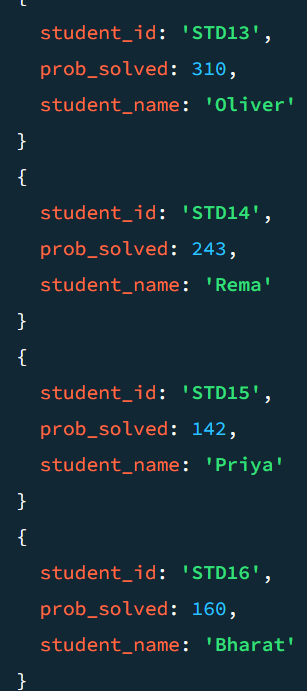 {
student_id: 'STD13',
prob_solved: 310,
student_name: 'Oliver'
}
{
student_id: 'STD14',
prob_solved: 243,
student_name: 'Rema'
}
{
student_id: 'STD15',
prob_solved: 142,
student_name: 'Priya'
}
{
student_id: 'STD16',
prob_solved: 160,
student_name: 'Bharat'
}